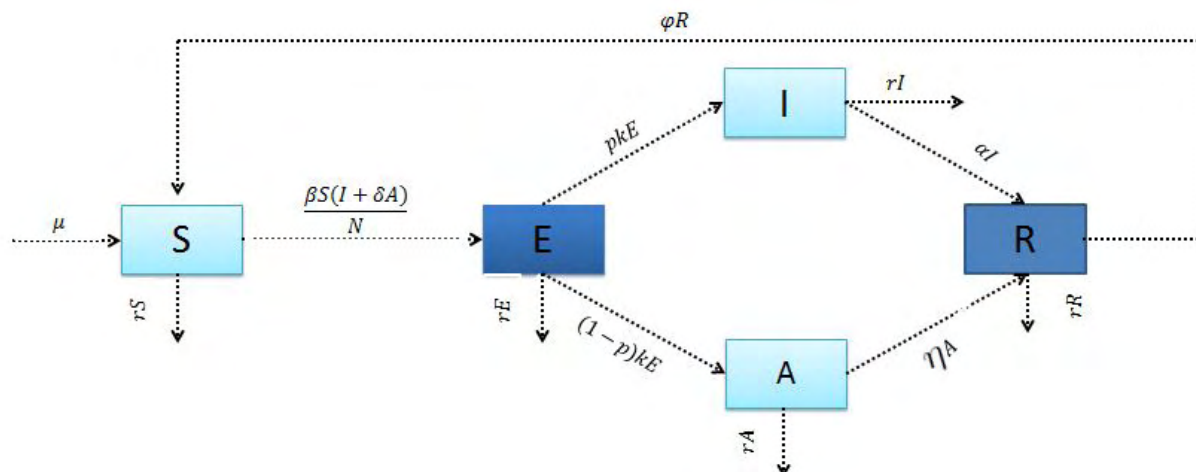 φR
I
rI
pkE
αI
βS(I + δA)
N
μ
S
E
R
rS
rE
(1 − p)kE
ηA
rR
A
rA